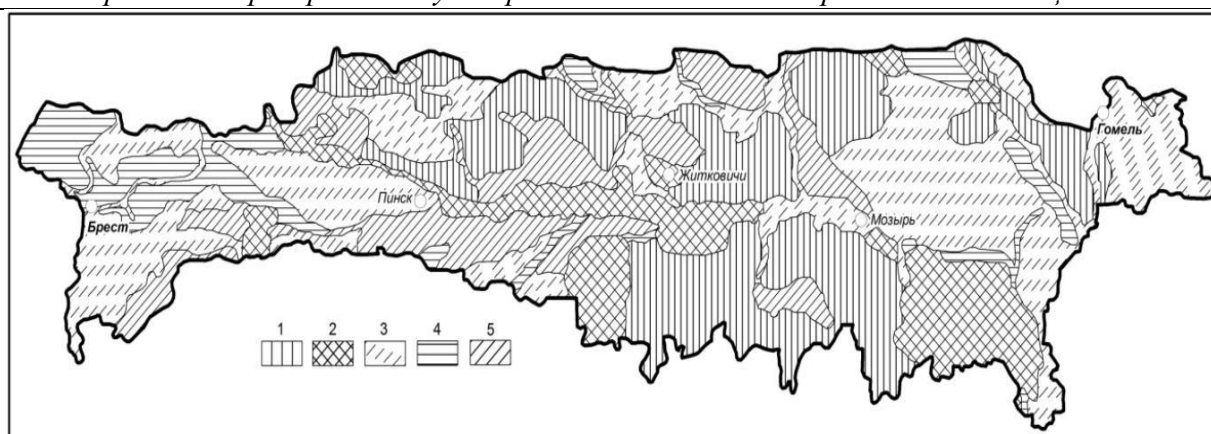 Гомель
Житковичи
Пинск
Мозырь
Брест
1 2 3 4 5